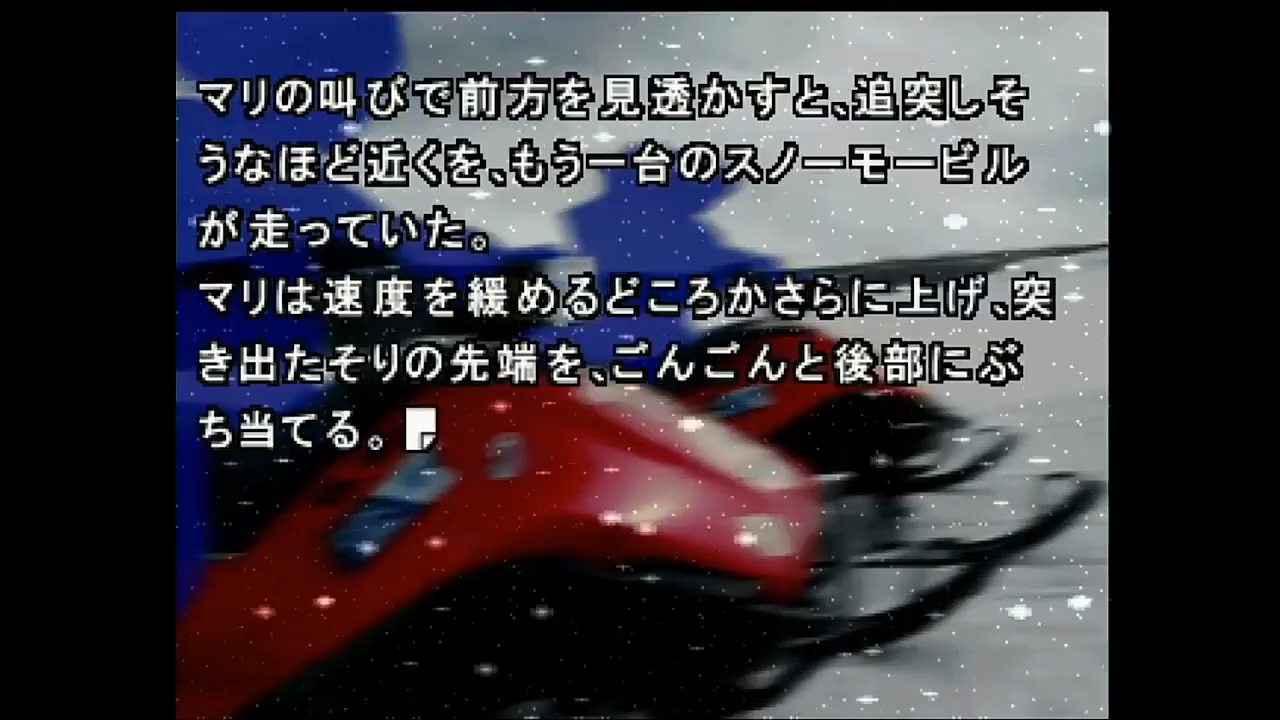 マリの叫びで前方を見透かすと、追突しそ
うなほど近くを、もう一台のスノーモービル
が走っていた。
マリは速度を緩めるどころかさらに上げ、突
き出たそりの先端を、ごんごんと後部にぶ
ち当てる。